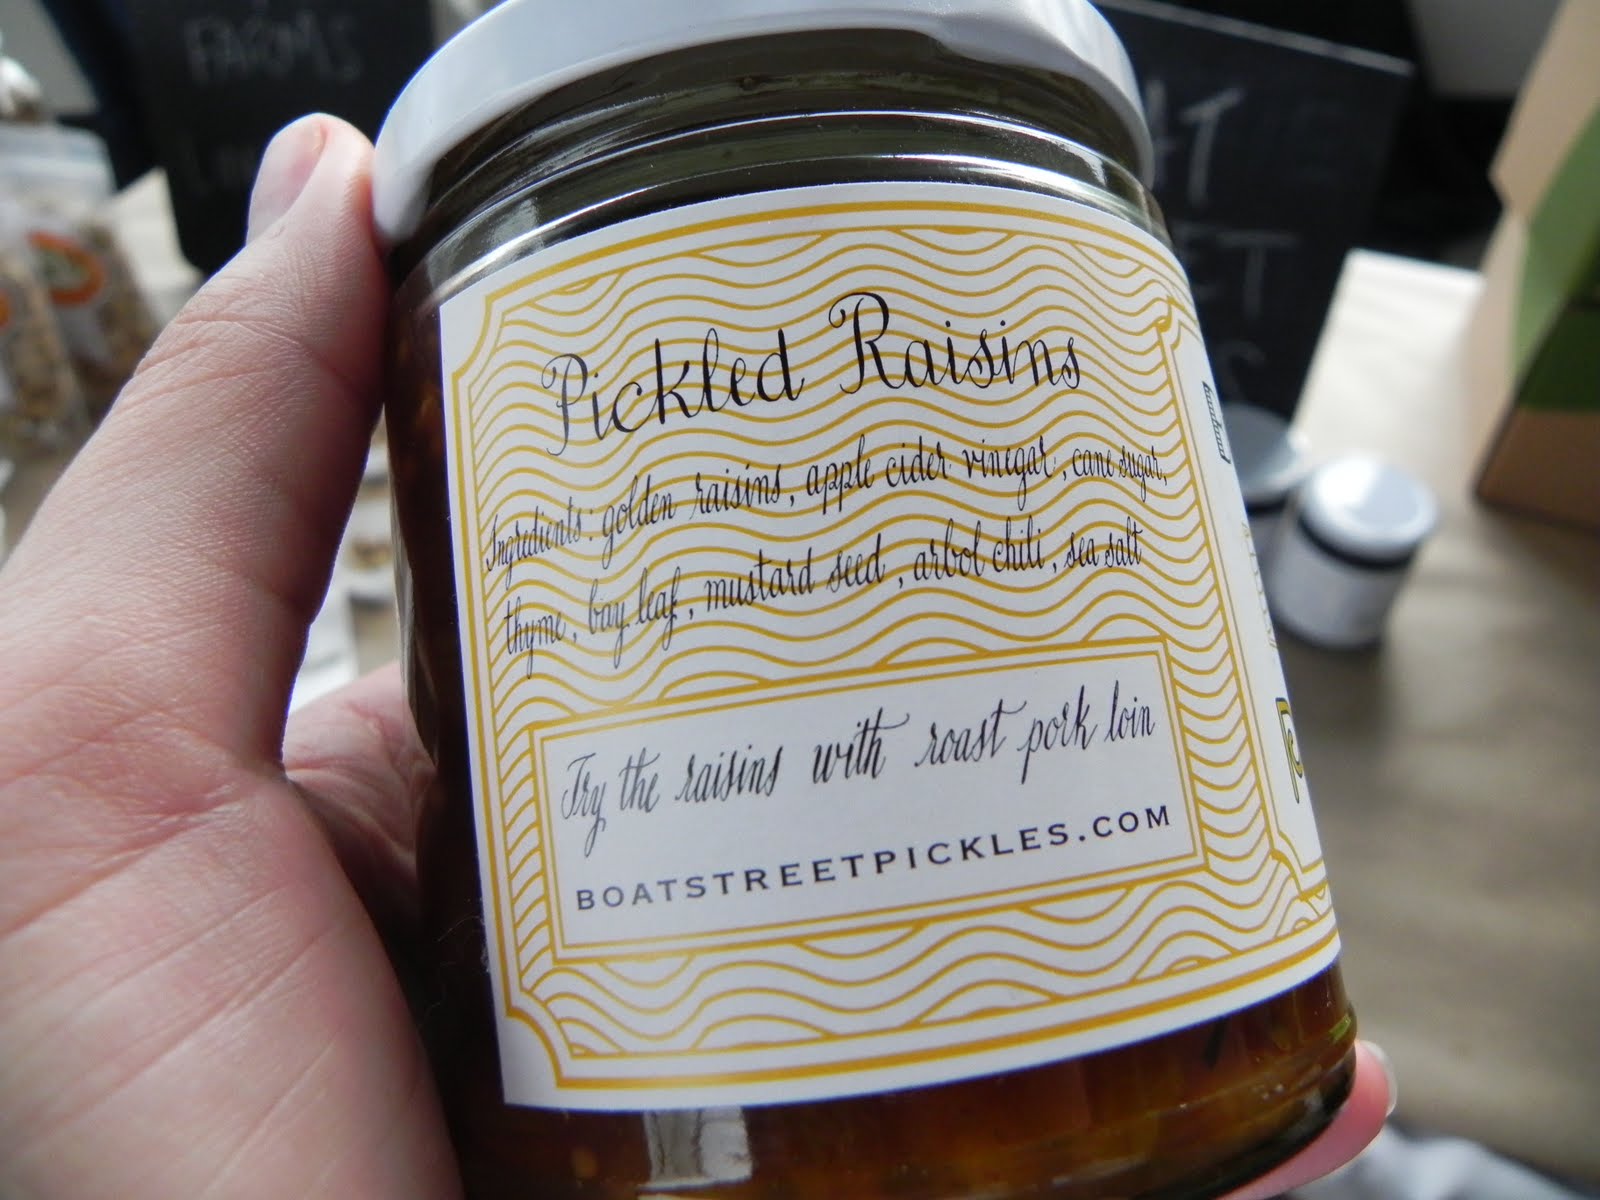 FARMS
Pickled Raisins
Ingredients: golden raisins, apple cider vinegar, cane sugar,
thyme, bay leaf, mustard seed, arbol chili, sea salt
Try the raisins with roast pork loin
BOATSTREETPICKLES.COM